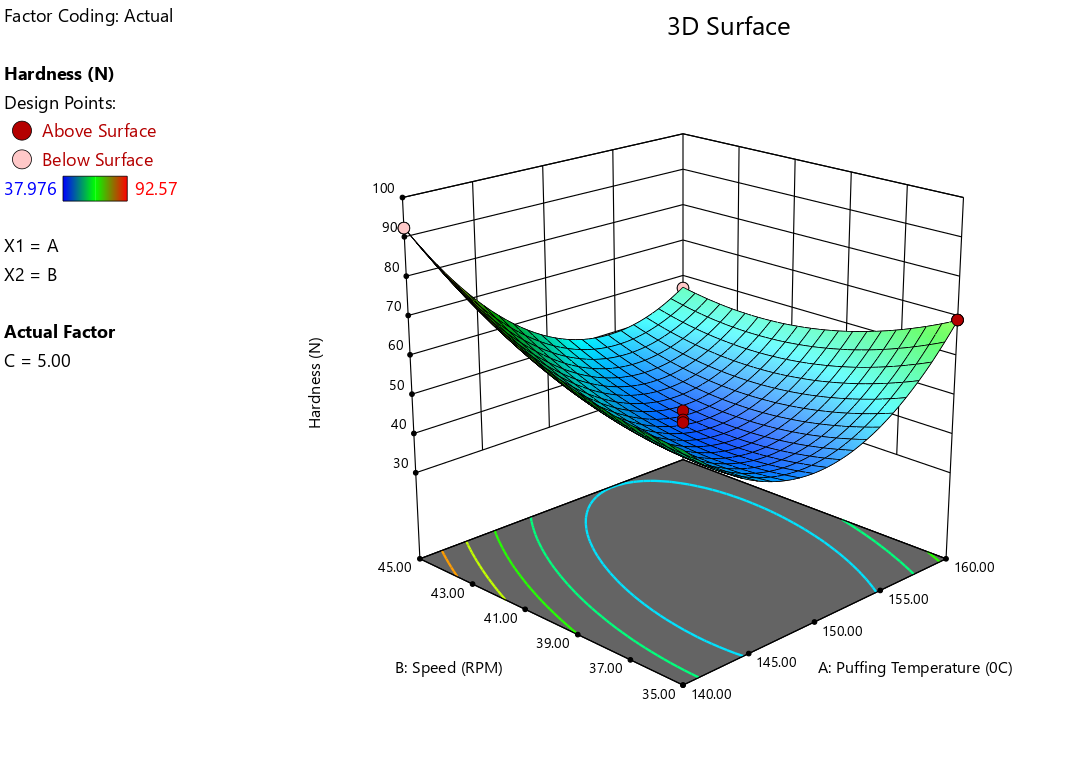 Factor Coding: Actual
3D Surface
Hardness (N)
Design Points:
Above Surface
Below Surface
37.976 92.57
X1 = A
X2 = B
Actual Factor
C = 5.00
Hardness (N)
100
90
80
70
60
50
40
30
45.00
43.00
41.00
39.00
37.00
35.00
B: Speed (RPM)
140.00
145.00
150.00
155.00
160.00
A: Puffing Temperature (0C)